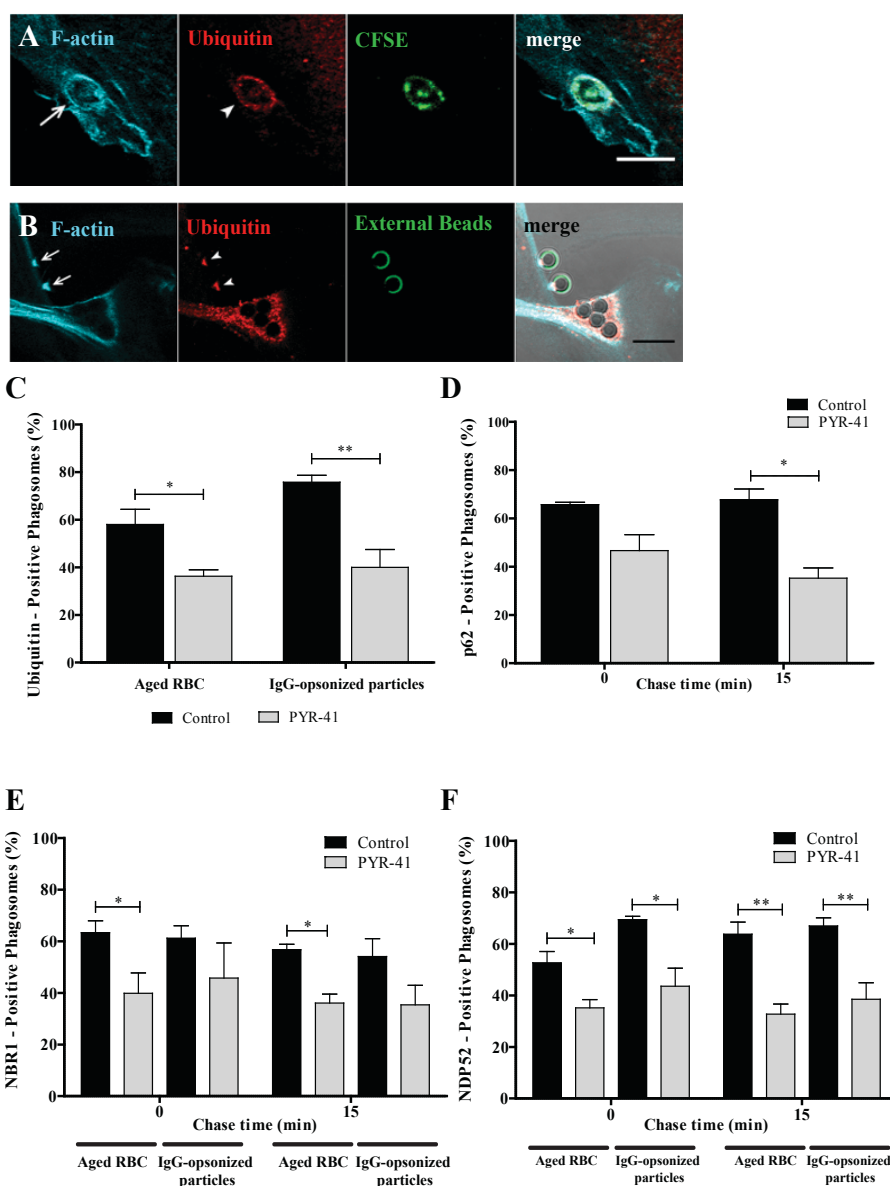 A F-actin Ubiquitin CFSE merge
B F-actin Ubiquitin External Beads merge
C
Ubiquitin - Positive Phagosomes (%)
100
80
60
40
20
0
*
**
Aged RBC IgG-opsonized particles
Control PYR-41
D
Control
PYR-41
p62 - Positive Phagosomes (%)
100
80
60
40
20
0
*
0 15
Chase time (min)
E
Control
PYR-41
NBR1 - Positive Phagosomes (%)
100
80
60
40
20
0
*
*
0 15
Chase time (min)
Aged RBC IgG-opsonized Aged RBC IgG-opsonized
particles particles
F
Control
PYR-41
NDP52 - Positive Phagosomes (%)
100
80
60
40
20
0
*
*
**
**
0 15
Chase time (min)
Aged RBC IgG-opsonized Aged RBC IgG-opsonized
particles particles